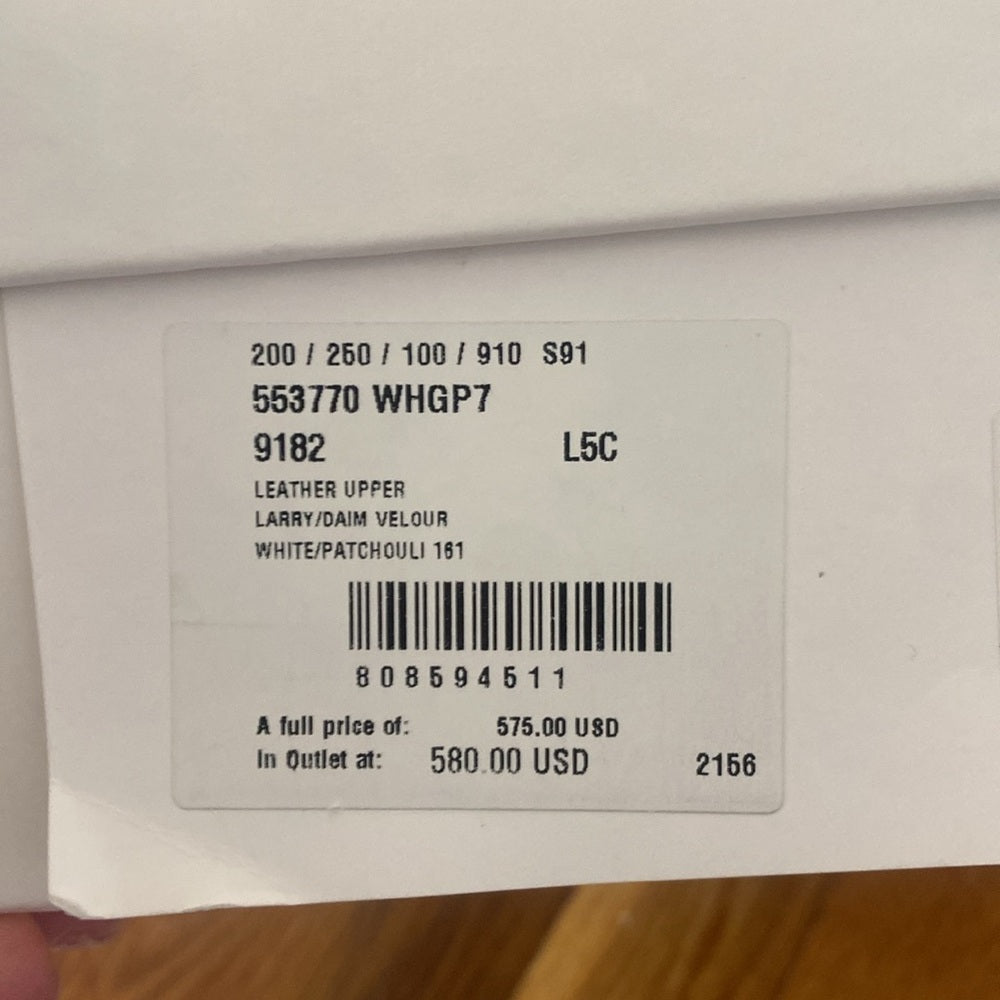 200 / 250 / 100 / 910 S91
553770 WHGP7
9182 L5C
LEATHER UPPER
LARRY/DAIM VELOUR
WHITE/PATCHOULI 161
808594511
A full price of: 575.00 USD
In Outlet at: 580.00 USD 2156